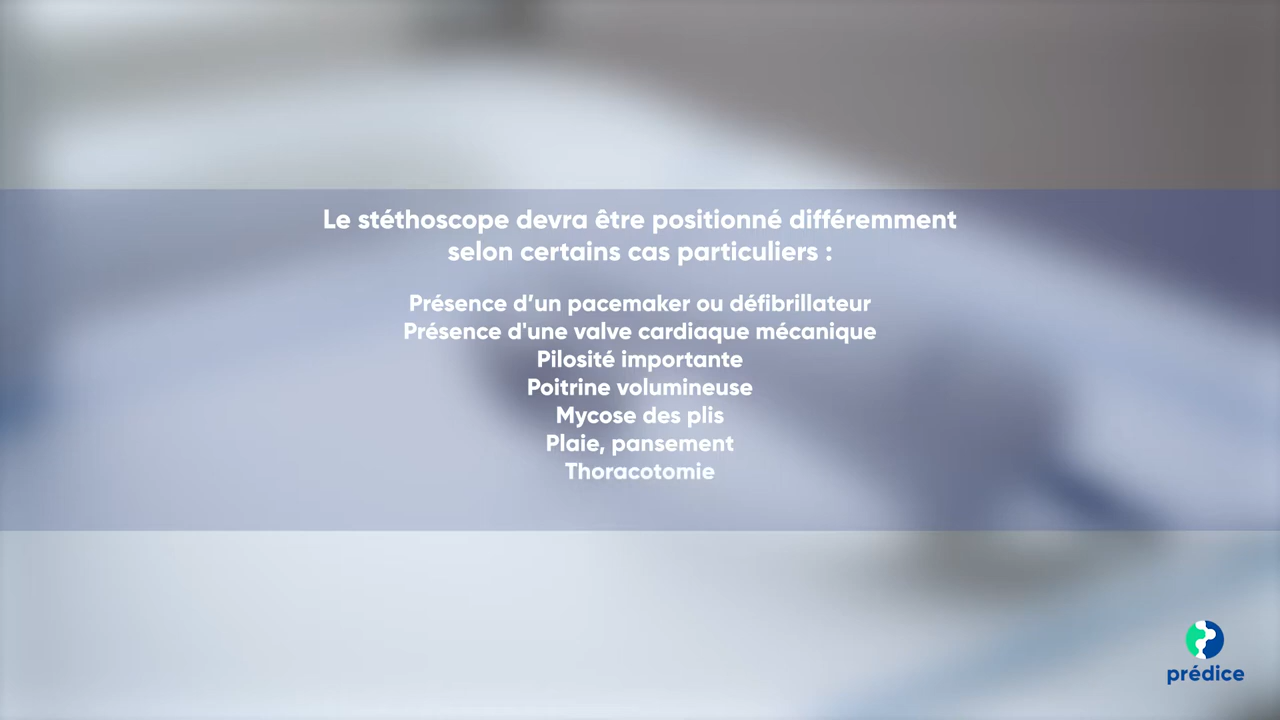 Le stéthoscope devra être positionné différemment
selon certains cas particuliers :
Présence d’un pacemaker ou défibrillateur
Présence d'une valve cardiaque mécanique
Pilosité importante
Poitrine volumineuse
Mycose des plis
Plaie, pansement
Thoracotomie
prédice